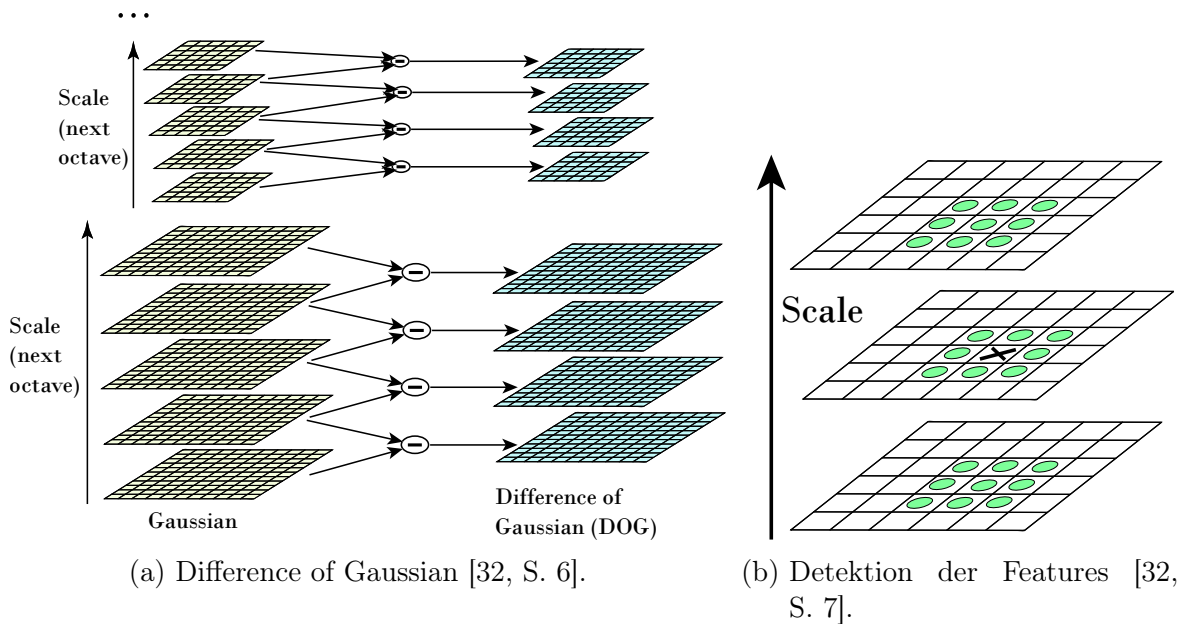 ...
Scale
(next
octave)
Scale
(next
octave)
Gaussian
Difference of
Gaussian (DOG)
(a) Difference of Gaussian [32, S. 6].
Scale
(b) Detektion der Features [32,
S. 7].